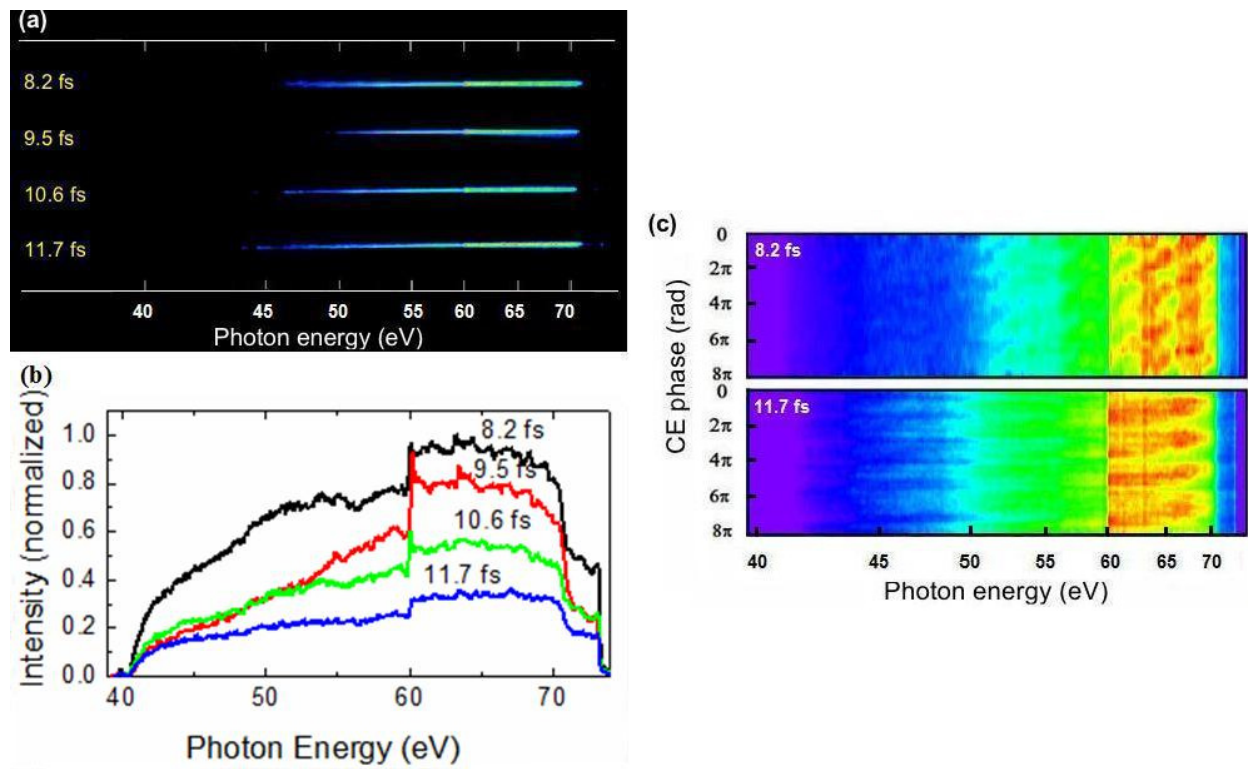 (a)
8.2 fs
9.5 fs
10.6 fs
11.7 fs
40 45 50 55 60 65 70
55 60 65 70
Photon energy (eV)
(b)
Intensity (normalized)
1.0
0.8
0.6
0.4
0.2
0.0
8.2 fs
9.5 fs
10.6 fs
11.7 fs
40 50 60 70
Photon Energy (eV)
(c)
CE phase (rad)
0
2π
4π
6π
8π
8.2 fs
0
2π
4π
6π
8π
11.7 fs
40 45 50 55 60 65 70
Photon energy (eV)